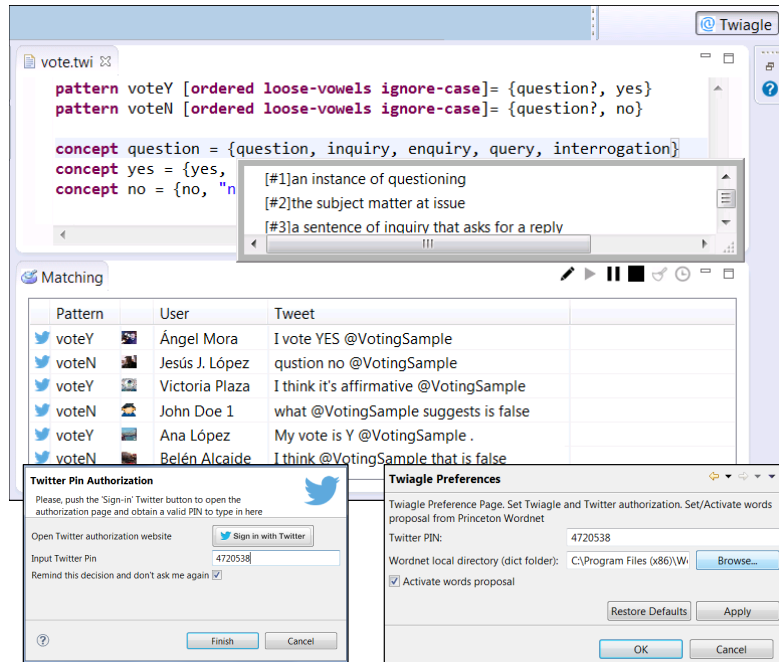 Twiagle
vote.twi
pattern voteY [ordered loose-vowels ignore-case]= {question?, yes}
pattern voteN [ordered loose-vowels ignore-case]= {question?, no}
concept question = {question, inquiry, enquiry, query, interrogation}
concept yes = {yes,
concept no = {no, "n
[#1]an instance of questioning
[#2]the subject matter at issue
[#3]a sentence of inquiry that asks for a reply
Matching
Pattern User Tweet
voteY Ángel Mora I vote YES @VotingSample
voteN Jesús J. López qustion no @VotingSample
voteY Victoria Plaza I think it's affirmative @VotingSample
voteN John Doe 1 what @VotingSample suggests is false
voteY Ana López My vote is Y @VotingSample .
voteN Belén Alcaide I think @VotingSample that is false
Twitter Pin Authorization
Please, push the 'Sign-in' Twitter button to open the
authorization page and obtain a valid PIN to type in here
Open Twitter authorization website Sign in with Twitter
Input Twitter Pin 4720538
Remind this decision and don't ask me again
Finish Cancel
Twiagle Preferences
Twiagle Preference Page. Set Twiagle and Twitter authorization. Set/Activate words
proposal from Princeton Wordnet
Twitter PIN: 4720538
Wordnet local directory (dict folder): C:\Program Files (x86)\W Browse...
Activate words proposal
Restore Defaults Apply
OK Cancel